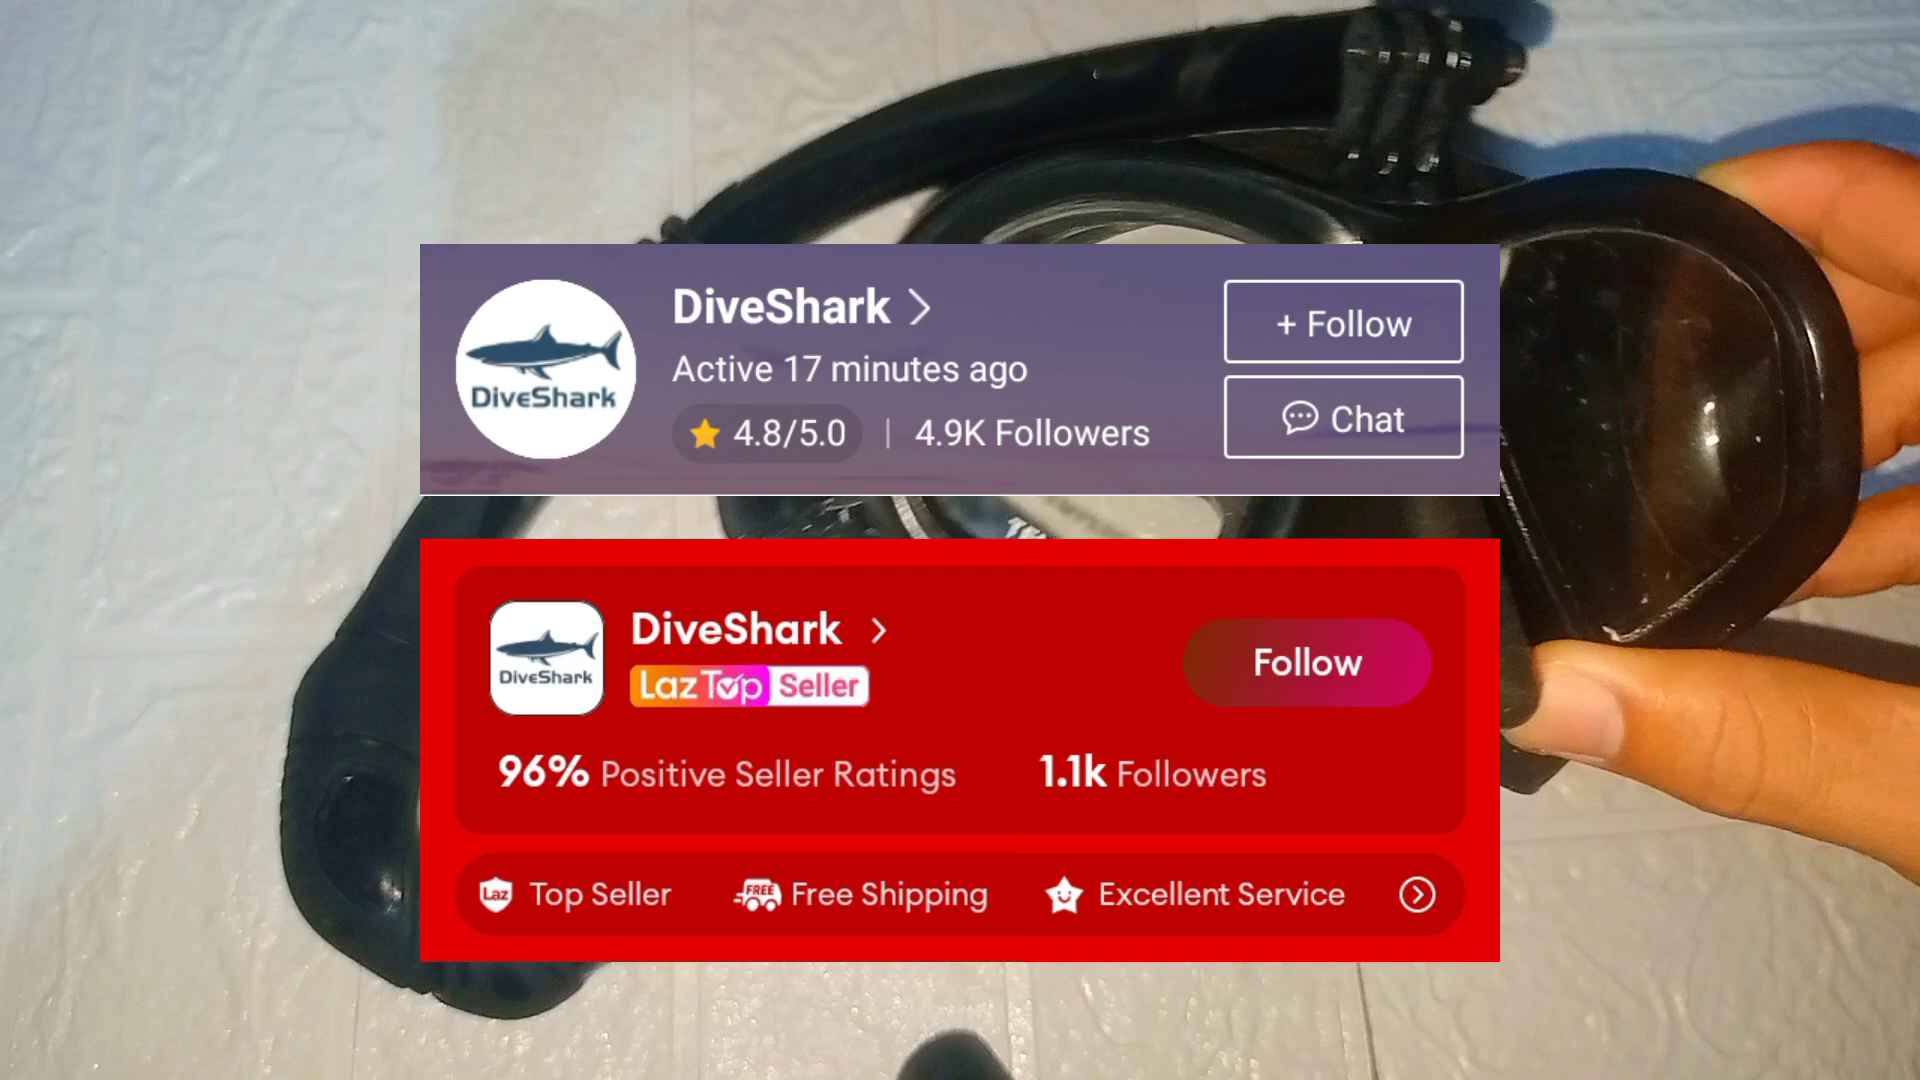 DiveShark
DiveShark
Active 17 minutes ago
4.8/5.0 | 4.9K Followers
+ Follow
Chat
DiveShark
DiveShark
LazTop Seller
Follow
96% Positive Seller Ratings
1.1k Followers
Laz Top Seller
FREE Free Shipping
Excellent Service